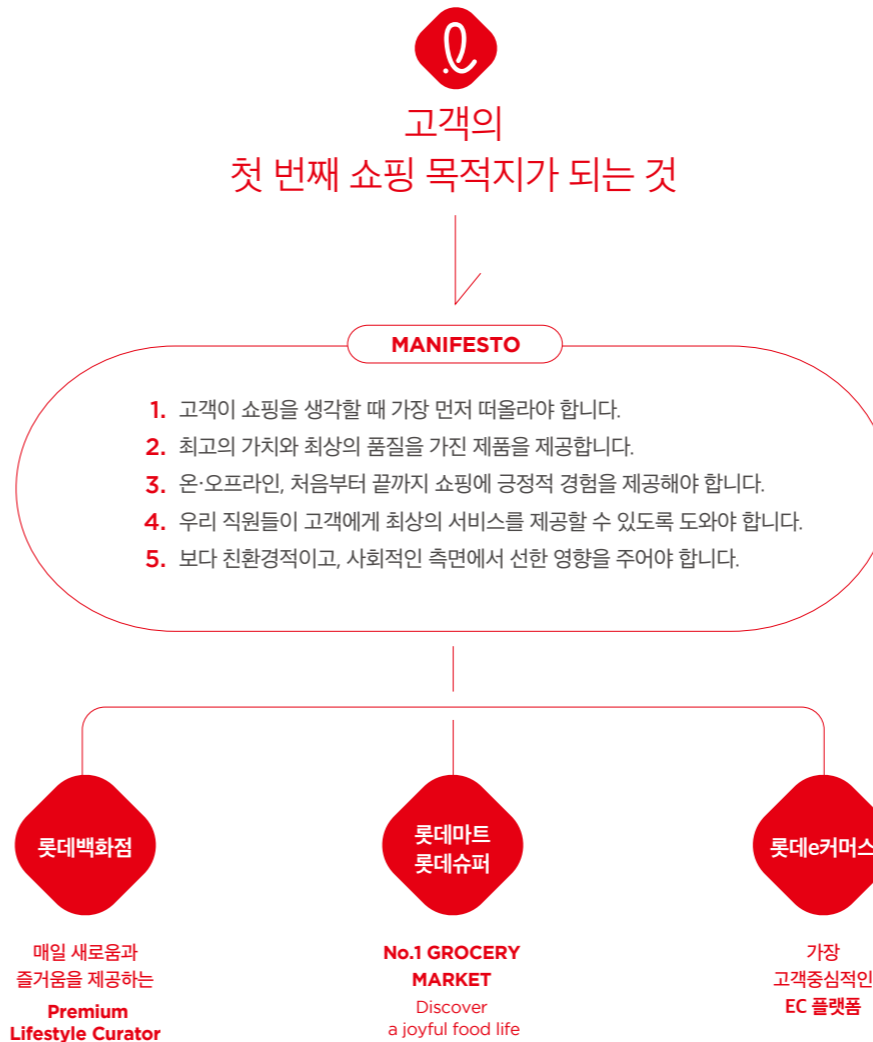 고객의
첫 번째 쇼핑 목적지가 되는 것
MANIFESTO
1. 고객이 쇼핑을 생각할 때 가장 먼저 떠올라야 합니다.
2. 최고의 가치와 최상의 품질을 가진 제품을 제공합니다.
3. 온·오프라인, 처음부터 끝까지 쇼핑에 긍정적 경험을 제공해야 합니다.
4. 우리 직원들이 고객에게 최상의 서비스를 제공할 수 있도록 도와야 합니다.
5. 보다 친환경적이고, 사회적인 측면에서 선한 영향을 주어야 합니다.
롯데백화점
매일 새로움과
즐거움을 제공하는
Premium
Lifestyle Curator
롯데마트
롯데슈퍼
No.1 GROCERY
MARKET
Discover
a joyful food life
롯데e커머스
가장
고객중심적인
EC 플랫폼